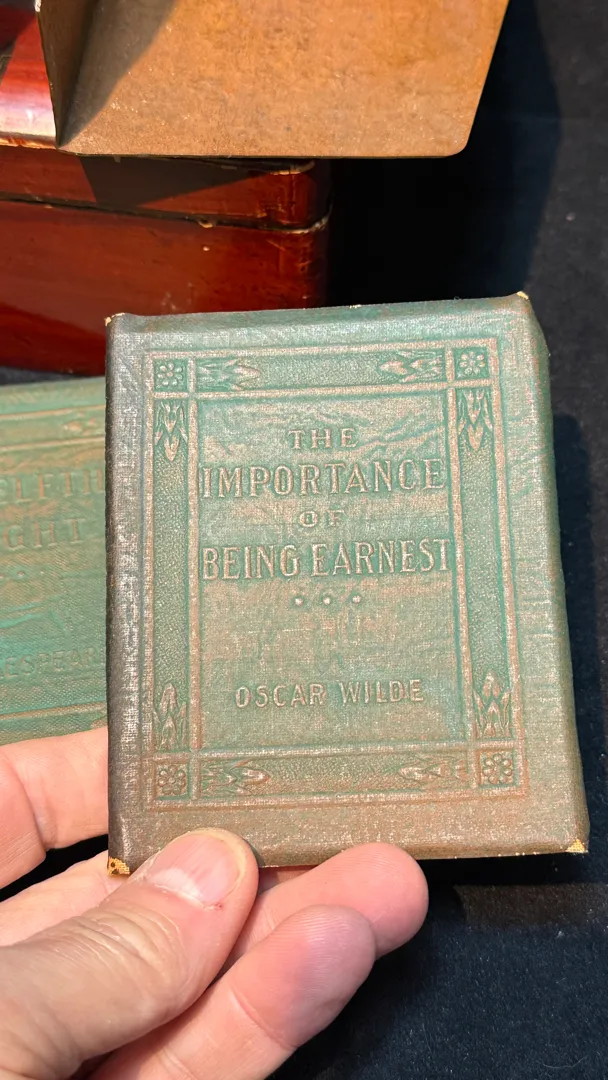 THE
IMPORTANCE
OF
BEING EARNEST
OSCAR WILDE